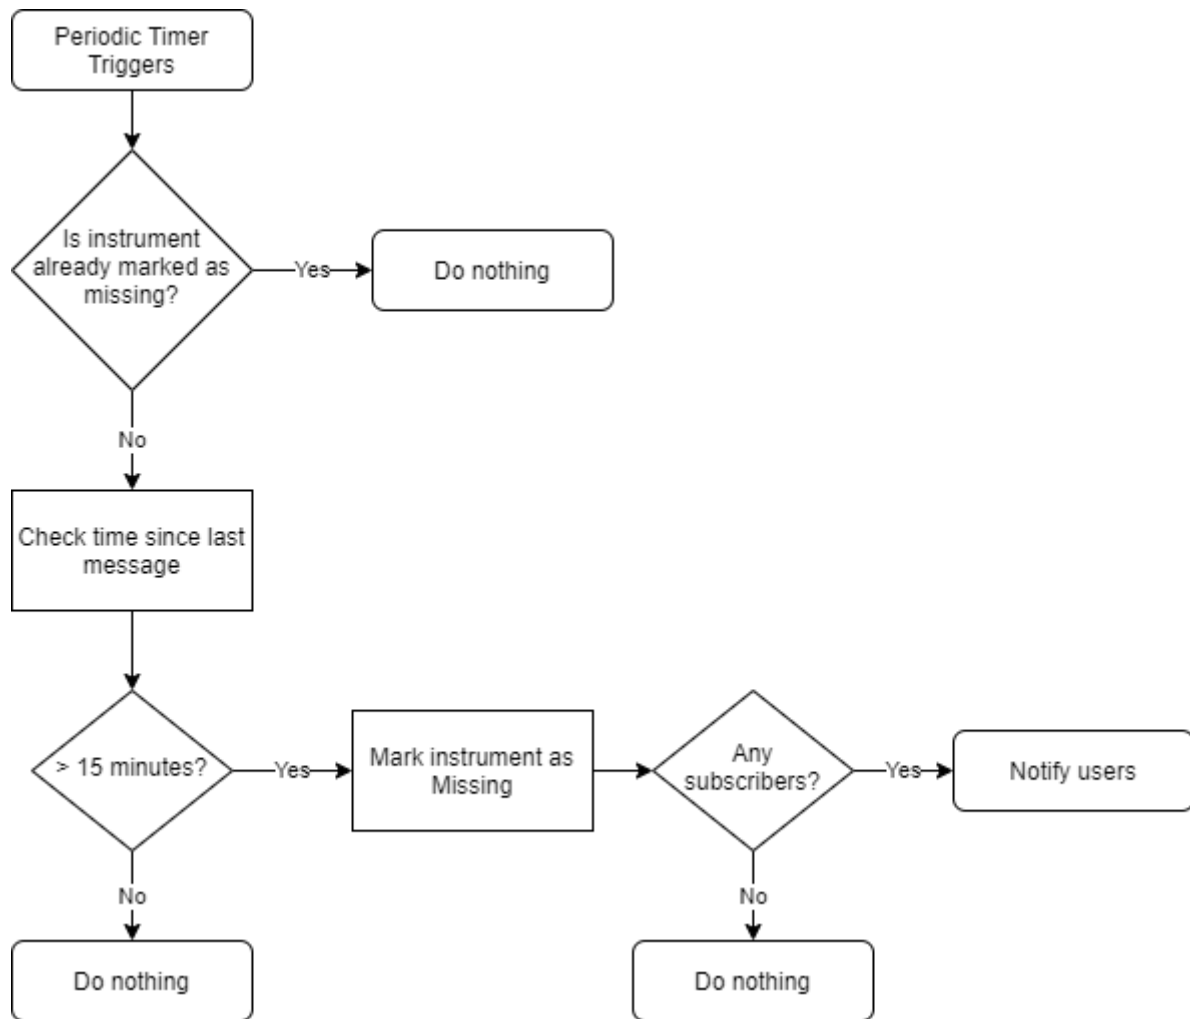 Periodic Timer
Triggers
Is instrument
already marked as
missing?
Yes
Do nothing
No
Check time since last
message
> 15 minutes?
Yes
Mark instrument as
Missing
Any
subscribers?
Yes
Notify users
No
Do nothing
No
Do nothing